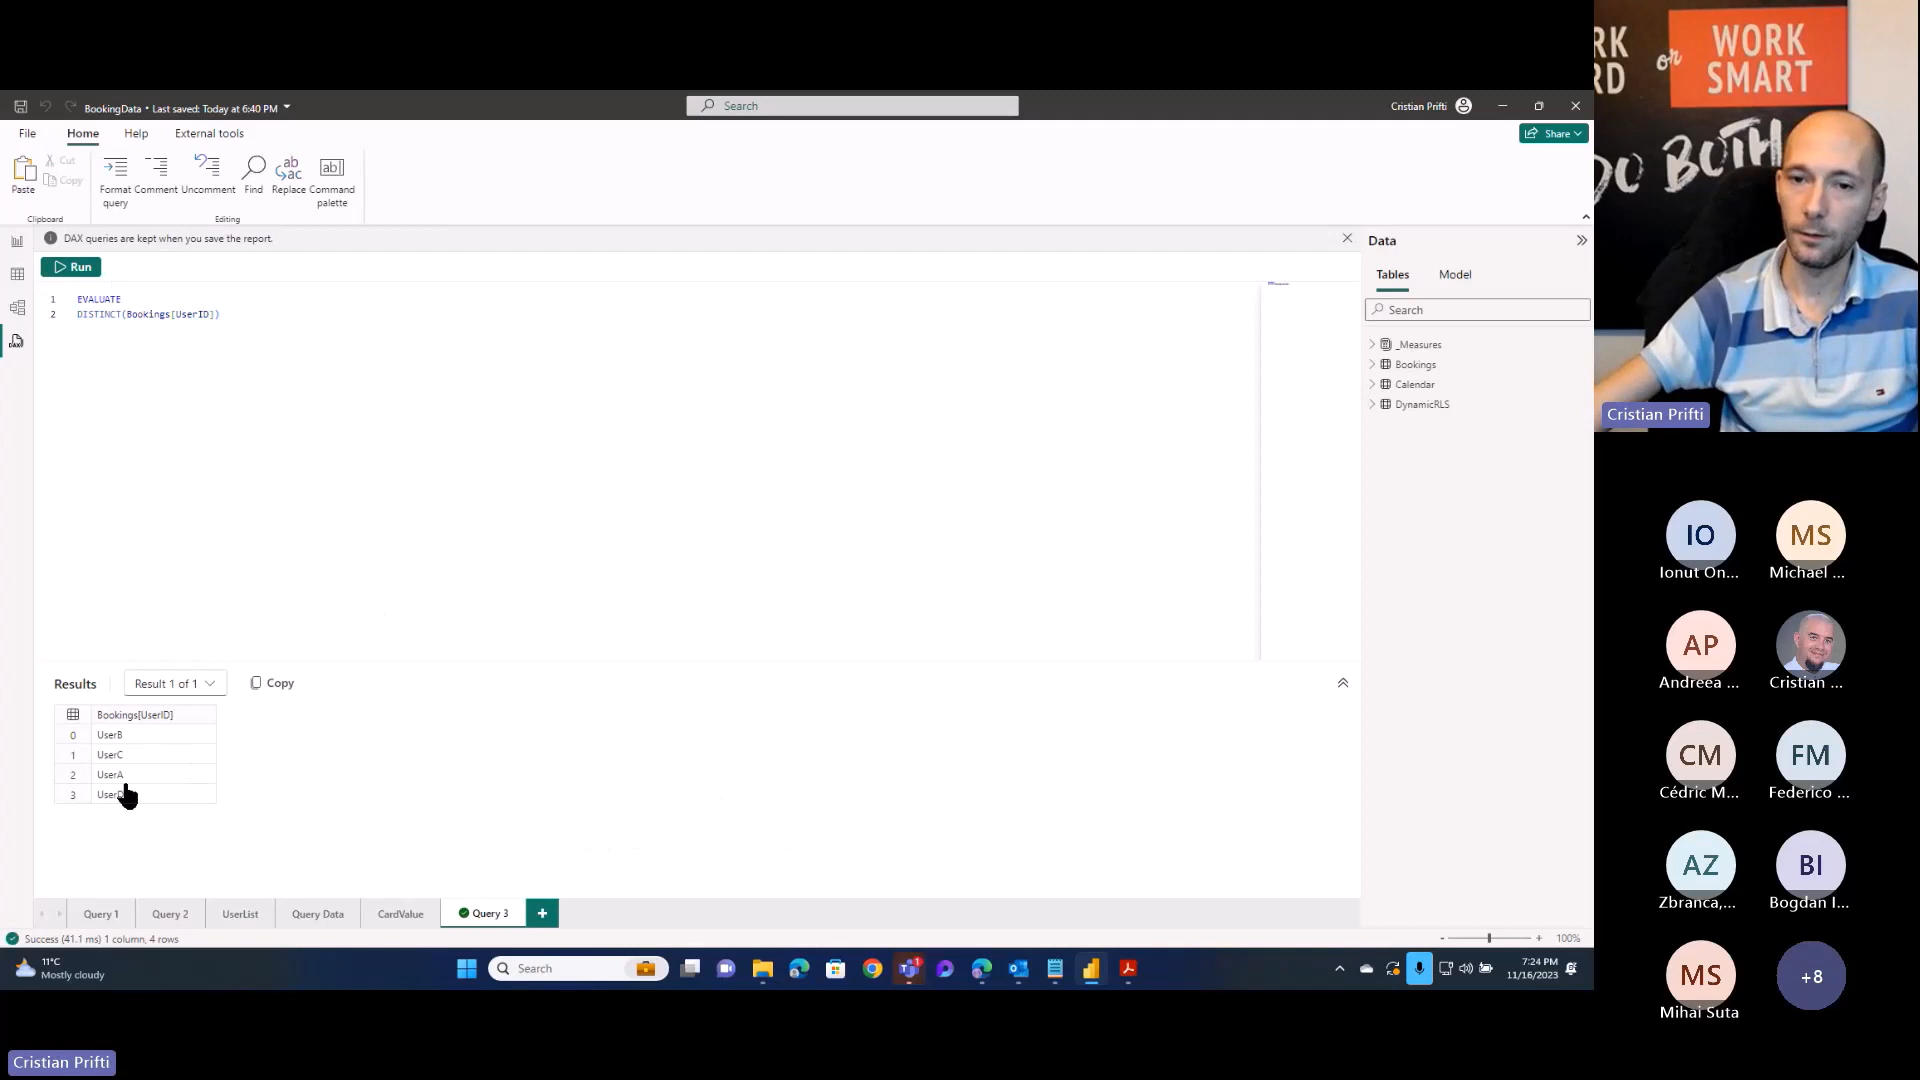 BookingData • Last saved: Today at 6:40 PM
Search
Cristian Prifti
File
Home
Help
External tools
Share
Paste
Cut
Copy
Format query
Comment
Uncomment
Find
Replace
Command palette
Clipboard
Editing
DAX queries are kept when you save the report.
Run
1 EVALUATE
2 DISTINCT(Bookings[UserID])
Data
Tables
Model
Search
_Measures
Bookings
Calendar
DynamicRLS
Results
Result 1 of 1
Copy
Bookings[UserID]
0 UserB
1 UserC
2 UserA
3 UserD
Query 1
Query 2
UserList
Query Data
CardValue
Query 3
Success (41.1 ms) 1 column, 4 rows
100%
11°C
Mostly cloudy
Search
7:24 PM
11/16/2023
Cristian Prifti
or
WORK
SMART
DO BOTH
Cristian Prifti
IO
Ionut On...
MS
Michael ...
AP
Andreea ...
Cristian ...
CM
Cédric M...
FM
Federico ...
AZ
Zbranca,...
BI
Bogdan I...
MS
Mihai Suta
+8